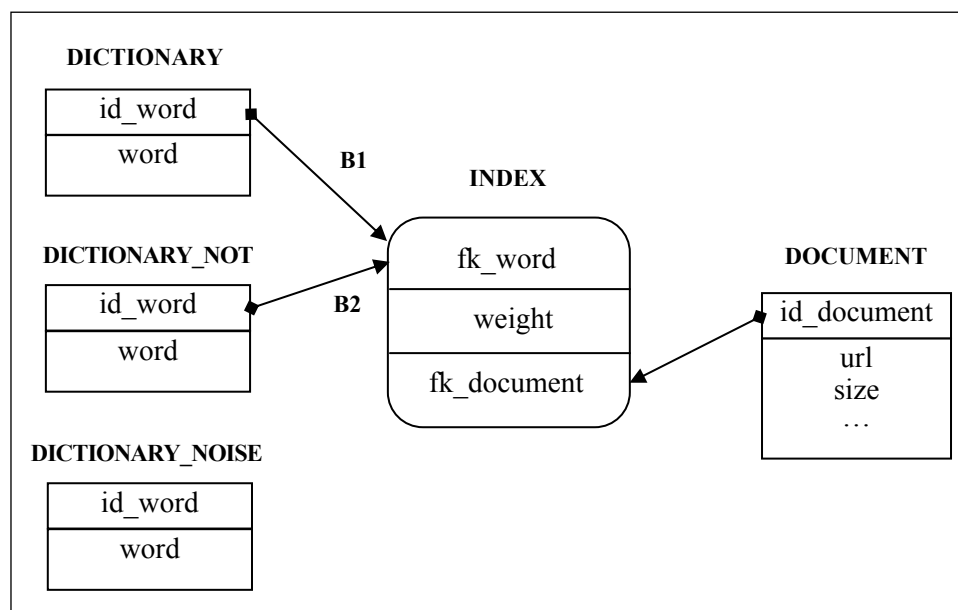 DICTIONARY
id_word
word
B1
INDEX
DICTIONARY_NOT
id_word
word
B2
fk_word
weight
fk_document
DOCUMENT
id_document
url
size
…
DICTIONARY_NOISE
id_word
word